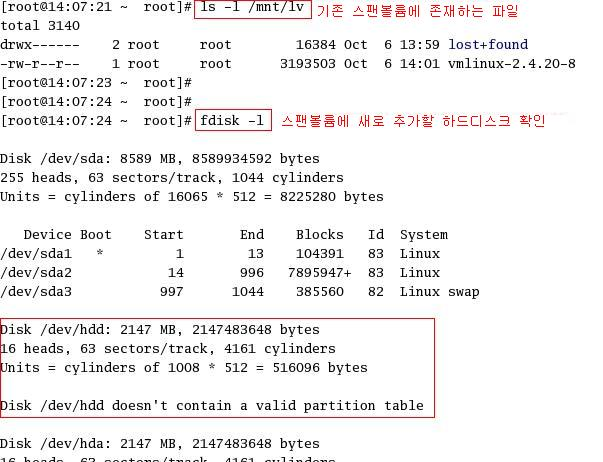 [root@14:07:21 ~  root]# ls -l /mnt/lv 기존 스팬볼륨에 존재하는 파일
total 3140
drwx------    2 root     root        16384 Oct  6 13:59 lost+found
-rw-r--r--    1 root     root      3193503 Oct  6 14:01 vmlinux-2.4.20-8
[root@14:07:23 ~  root]#
[root@14:07:24 ~  root]#
[root@14:07:24 ~  root]# fdisk -l 스팬볼륨에 새로 추가할 하드디스크 확인
Disk /dev/sda: 8589 MB, 8589934592 bytes
255 heads, 63 sectors/track, 1044 cylinders
Units = cylinders of 16065 * 512 = 8225280 bytes
Device Boot    Start       End    Blocks   Id  System
/dev/sda1   *         1        13    104391   83  Linux
/dev/sda2            14       996   7895947+  83  Linux
/dev/sda3           997      1044    385560   82  Linux swap
Disk /dev/hdd: 2147 MB, 2147483648 bytes
16 heads, 63 sectors/track, 4161 cylinders
Units = cylinders of 1008 * 512 = 516096 bytes
Disk /dev/hdd doesn't contain a valid partition table
Disk /dev/hda: 2147 MB, 2147483648 bytes
16 heads, 63 sectors/track, 4161 cylinders